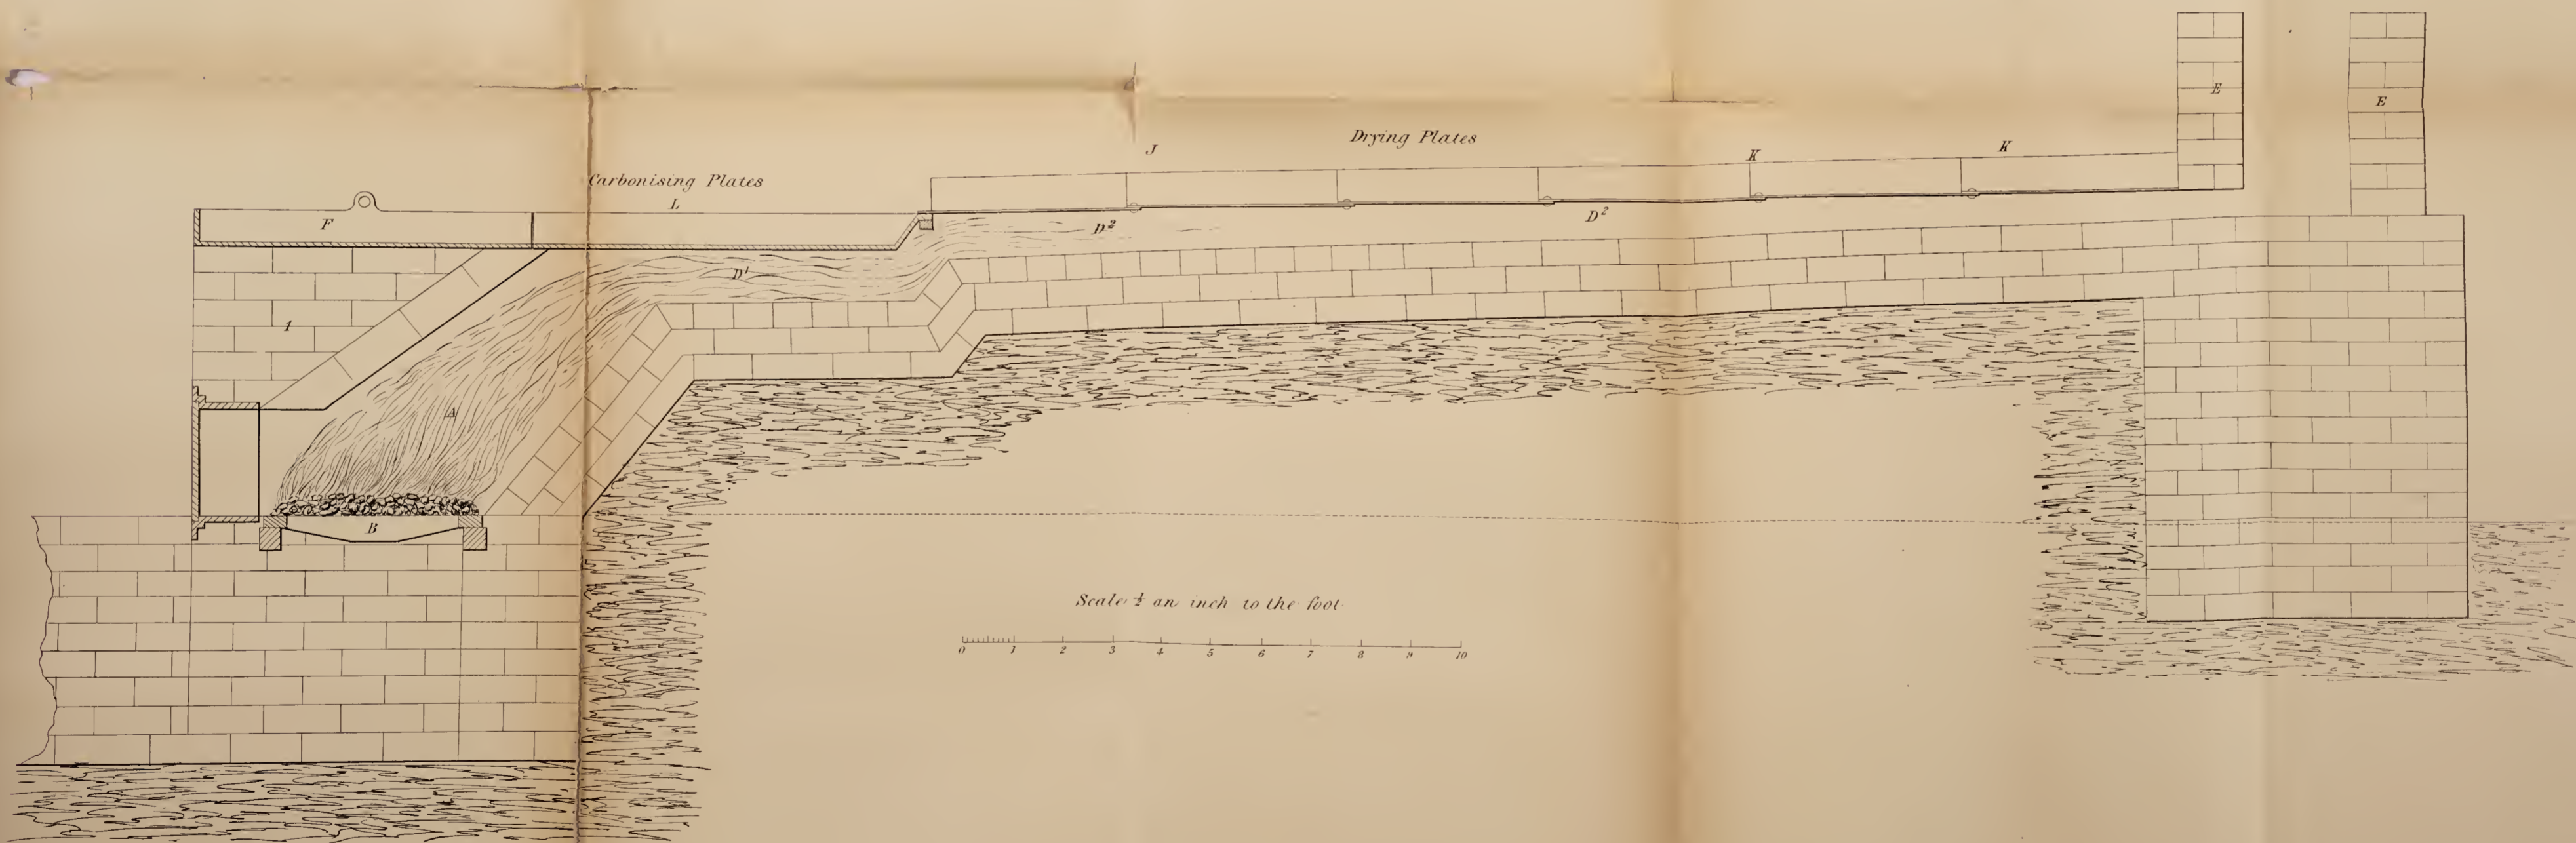 E
E
Drying Plates
J
K
K
Carbonising Plates
L
F
D²
D²
D¹
1
A
B
Scale ½ an inch to the foot
0 1 2 3 4 5 6 7 8 9 10